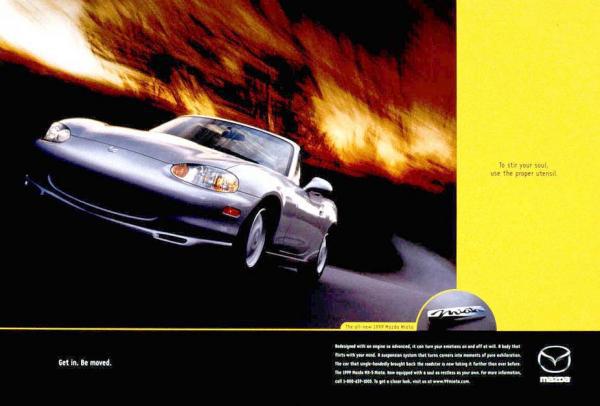 To stir your soul,
use the proper utensil.
The all-new 1999 Mazda Miata
Miata
Get in. Be moved.
Redesigned with an engine so advanced, it can turn your emotions on and off at will. A body that
flirts with your mind. A suspension system that turns corners into moments of pure exhilaration.
The car that single-handedly brought back the roadster is now taking it further than ever before.
The 1999 Mazda MX-5 Miata. Now equipped with a soul as restless as your own. For more information,
call 1-800-639-1000. To get a closer look, visit us at www.99miata.com.
mazda